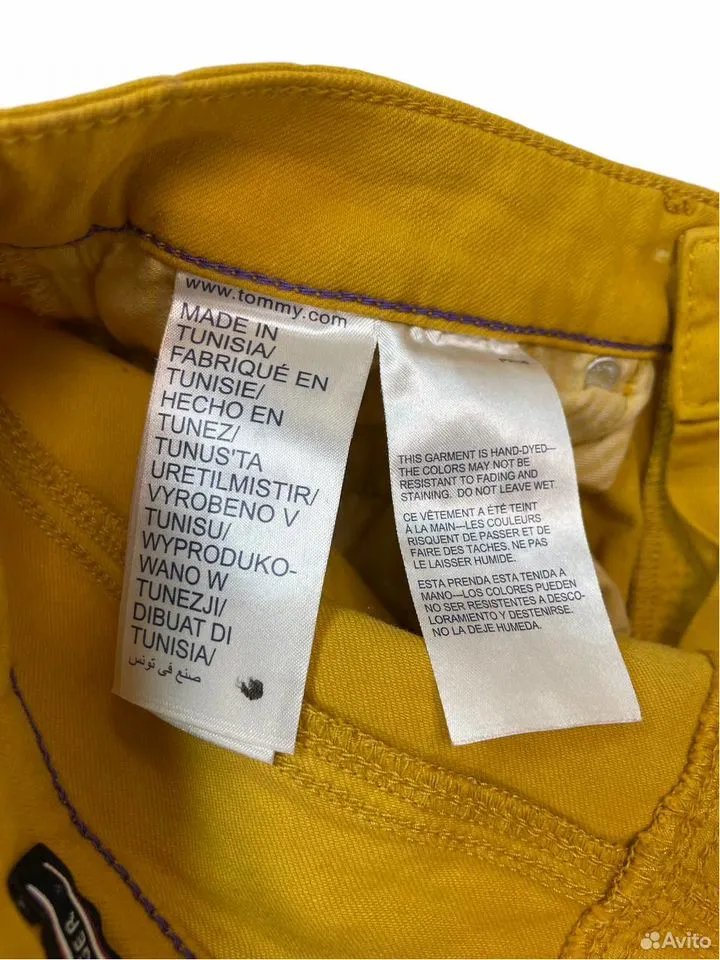 www.tommy.com
MADE IN
TUNISIA/
FABRIQUÉ EN
TUNISIE/
HECHO EN
TUNEZ/
TUNUS'TA
URETILMISTIR/
VYROBENO V
TUNISU/
WYPRODUKO-
WANO W
TUNEZJI/
DIBUAT DI
TUNISIA/
صنع في تونس
THIS GARMENT IS HAND-DYED—
THE COLORS MAY NOT BE
RESISTANT TO FADING AND
STAINING. DO NOT LEAVE WET.
CE VÊTEMENT A ÉTÉ TEINT
À LA MAIN—LES COULEURS
RISQUENT DE PASSER ET DE
FAIRE DES TACHES. NE PAS
LE LAISSER HUMIDE.
ESTA PRENDA ESTA TENIDA A
MANO—LOS COLORES PUEDEN
NO SER RESISTENTES A DESCO-
LORAMIENTO Y DESTENIRSE.
NO LA DEJE HUMEDA.
Avito